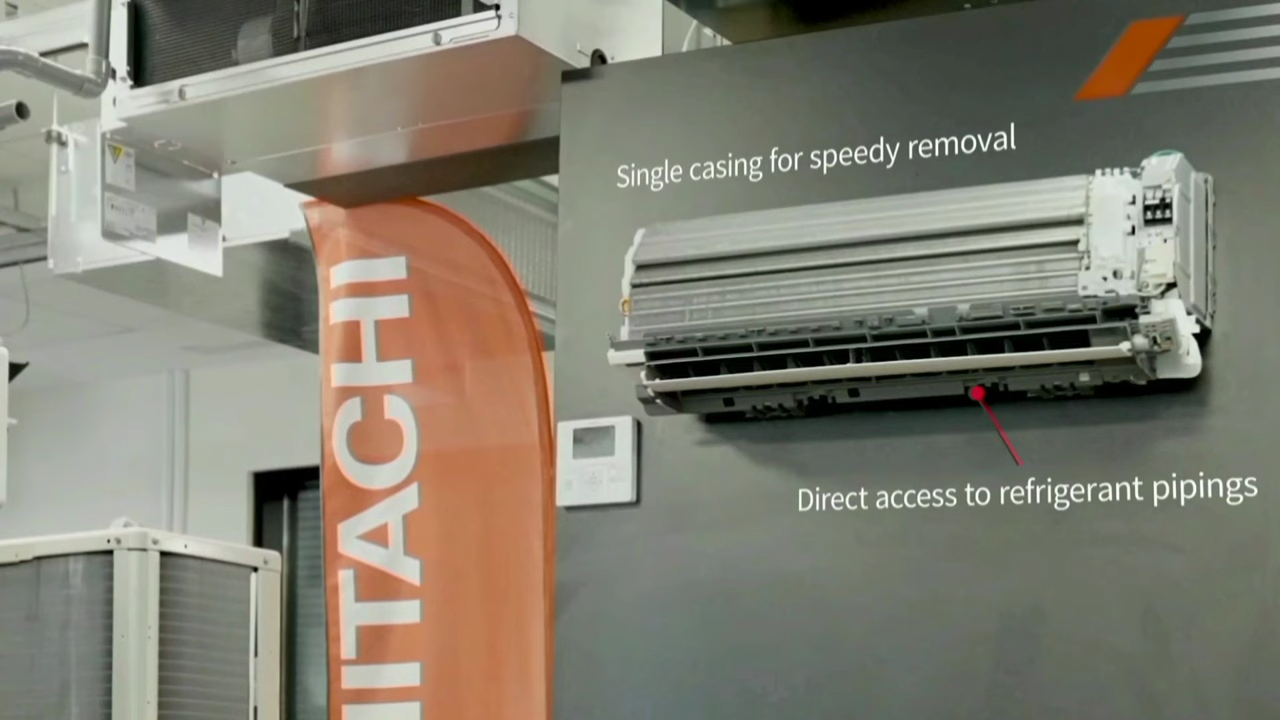 Single casing for speedy removal
HITACHI
Direct access to refrigerant pipings